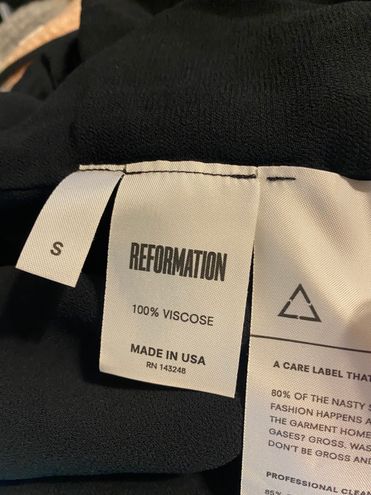 S
REFORMATION
100% VISCOSE
MADE IN USA
RN 143248
A CARE LABEL THAT
80% OF THE NASTY S
FASHION HAPPENS A
THE GARMENT HOME
GASES? GROSS. WAS
DON'T BE GROSS AND
PROFESSIONAL CLEA
85%